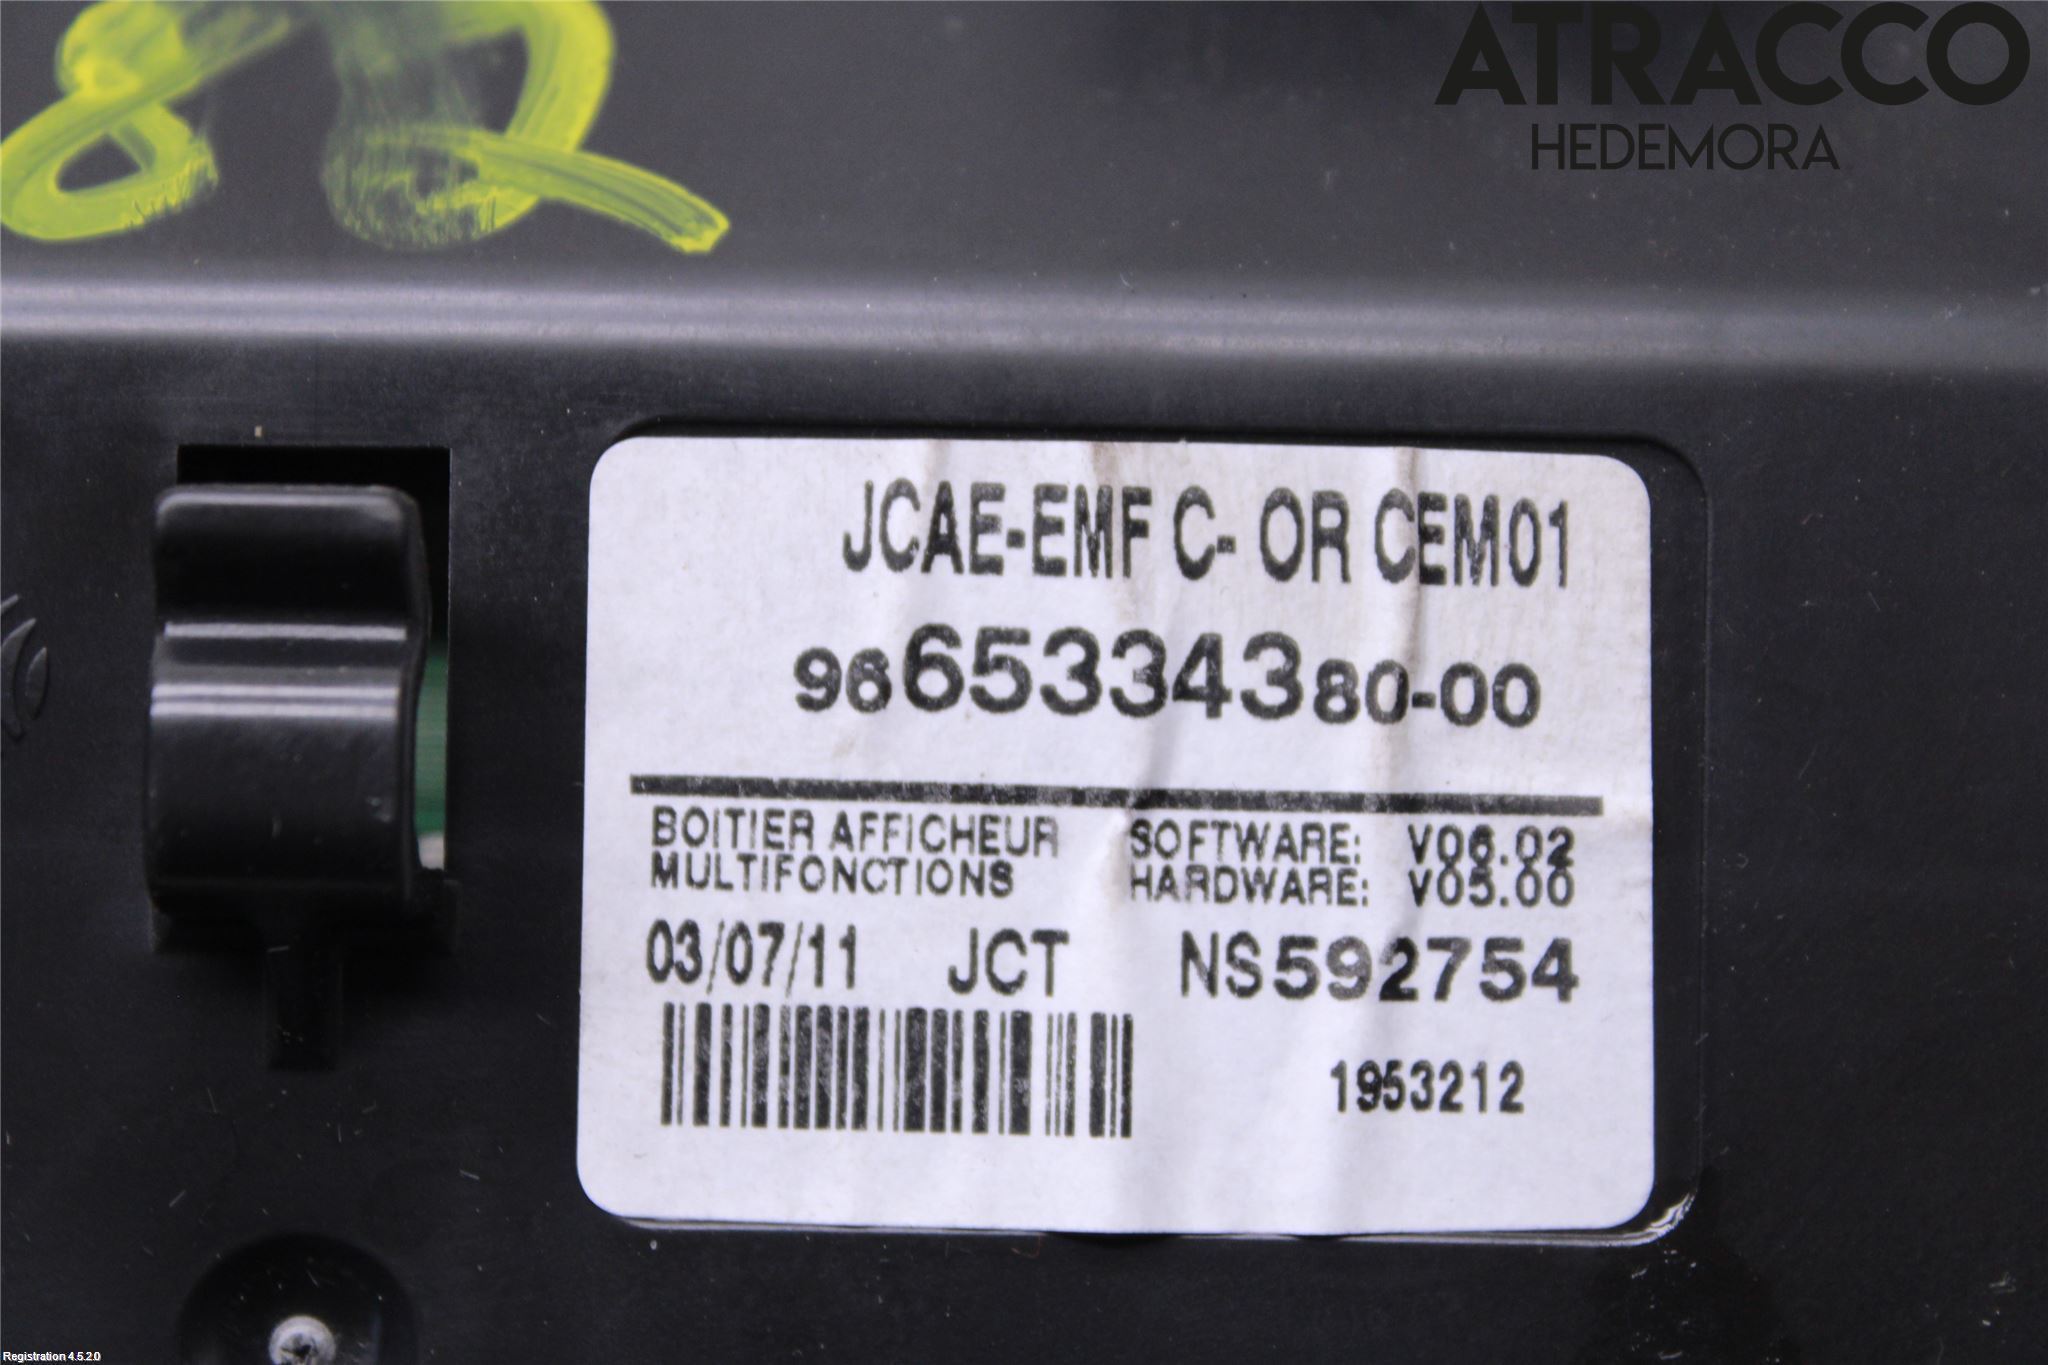 ATRACCO
HEDEMORA
JCAE-EMF C- OR CEM01
9665334380-00
BOITIER AFFICHEUR SOFTWARE: V06.02
MULTIFONCTIONS HARDWARE: V05.00
03/07/11 JCT NS592754
1953212
Registration 4.5.2.0